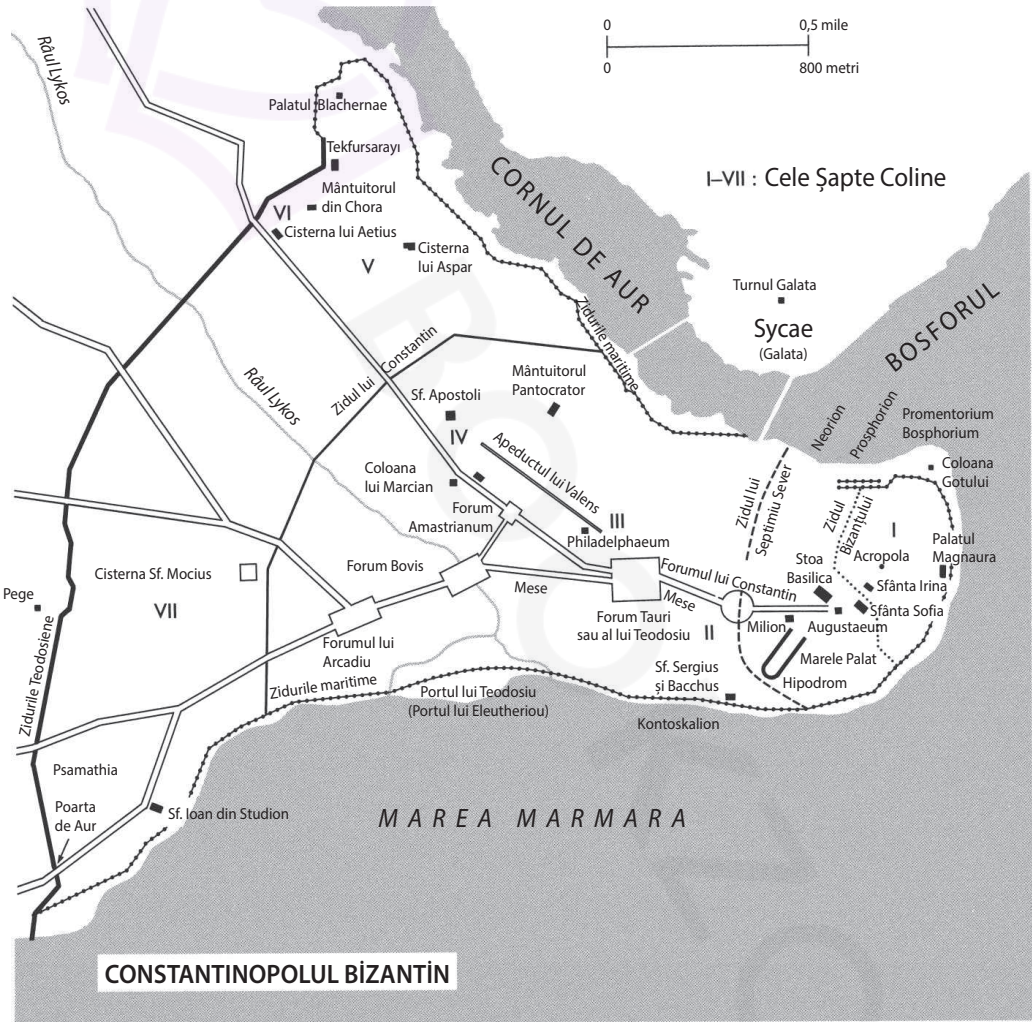 0
0,5 mile
0
800 metri
Râul Lykos
Palatul Blachernae
Tekfursarayı
Mântuitorul
din Chora
VI
Cisterna lui Aetius
V
Cisterna
lui Aspar
CORNUL DE AUR
I–VII : Cele Șapte Coline
Turnul Galata
Sycae
(Galata)
BOSFORUL
Zidurile maritime
Zidul lui Constantin
Râul Lykos
Sf. Apostoli
Mântuitorul
Pantocrator
IV
Apeductul lui Valens
Coloana
lui Marcian
Forum
Amastrianum
III
Philadelphaeum
Neorion
Prosphorion
Promentorium
Bosphorium
Coloana
Gotului
Zidul lui
Septimiu Sever
Zidul
Bizanțului
I
Acropola
Palatul
Magnaura
Stoa
Basilica
Sfânta Irina
Sfânta Sofia
Cisterna Sf. Mocius
Forum Bovis
Mese
Forumul lui Constantin
Mese
Forum Tauri
sau al lui Teodosiu
II
Milion
Augustaeum
Marele Palat
Hipodrom
Pege
VII
Zidurile Teodosiene
Forumul lui
Arcadiu
Zidurile maritime
Portul lui Teodosiu
(Portul lui Eleutheriou)
Sf. Sergius
și Bacchus
Kontoskalion
Psamathia
Poarta
de Aur
Sf. Ioan din Studion
MAREA MARMARA
CONSTANTINOPOLUL BİZANTİN